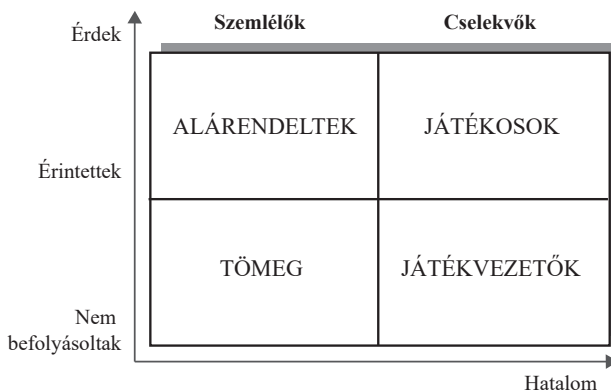 Érdek
Szemlélők
Cselekvők
ALÁRENDELTEK
JÁTÉKOSOK
Érintettek
TÖMEG
JÁTÉKVEZETŐK
Nem
befolyásoltak
Hatalom